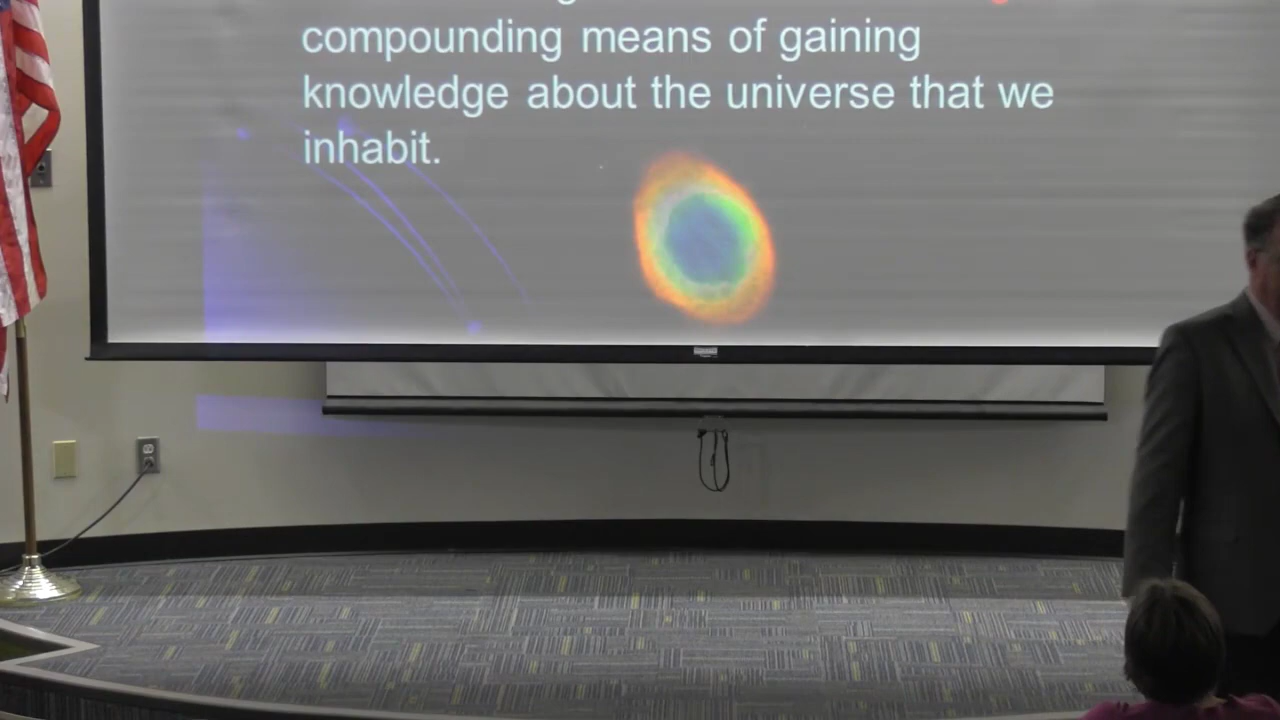 compounding means of gaining
knowledge about the universe that we
inhabit.